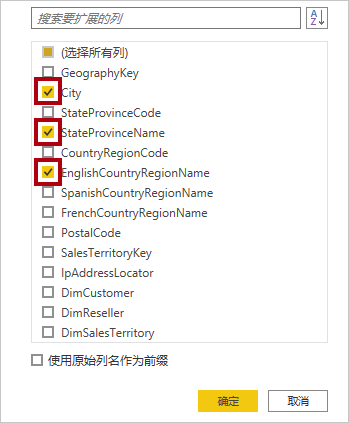 搜索要扩展的列
A
Z
(选择所有列)
GeographyKey
City
StateProvinceCode
StateProvinceName
CountryRegionCode
EnglishCountryRegionName
SpanishCountryRegionName
FrenchCountryRegionName
PostalCode
SalesTerritoryKey
IpAddressLocator
DimCustomer
DimReseller
DimSalesTerritory
使用原始列名作为前缀
确定 取消